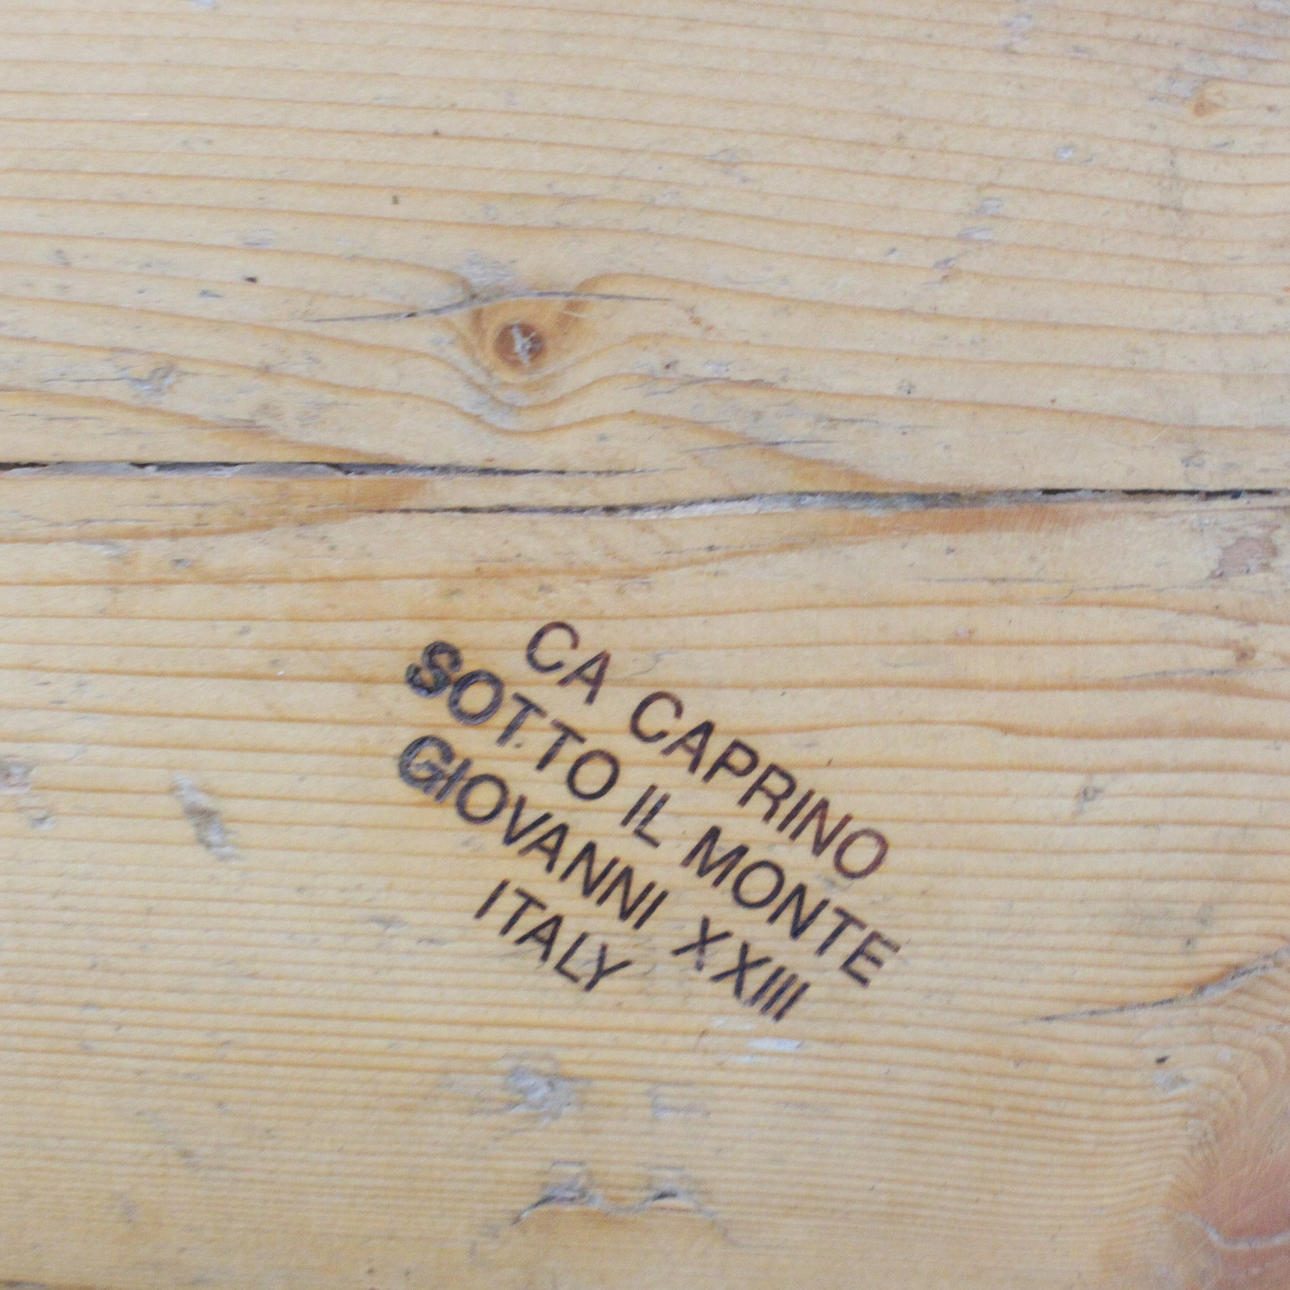 CA CAPRINO
SOTTO IL MONTE
GIOVANNI XXIII
ITALY